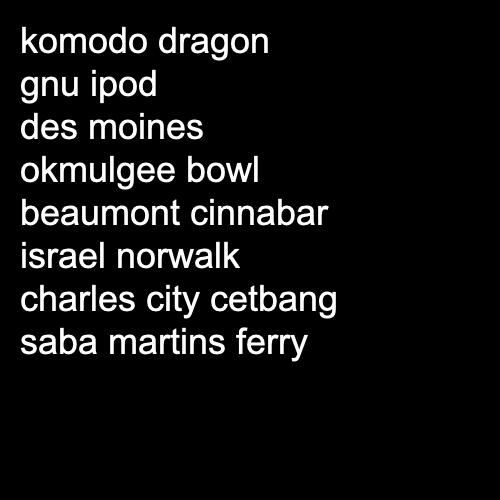 komodo dragon
gnu ipod
des moines
okmulgee bowl
beaumont cinnabar
israel norwalk
charles city cetbang
saba martins ferry